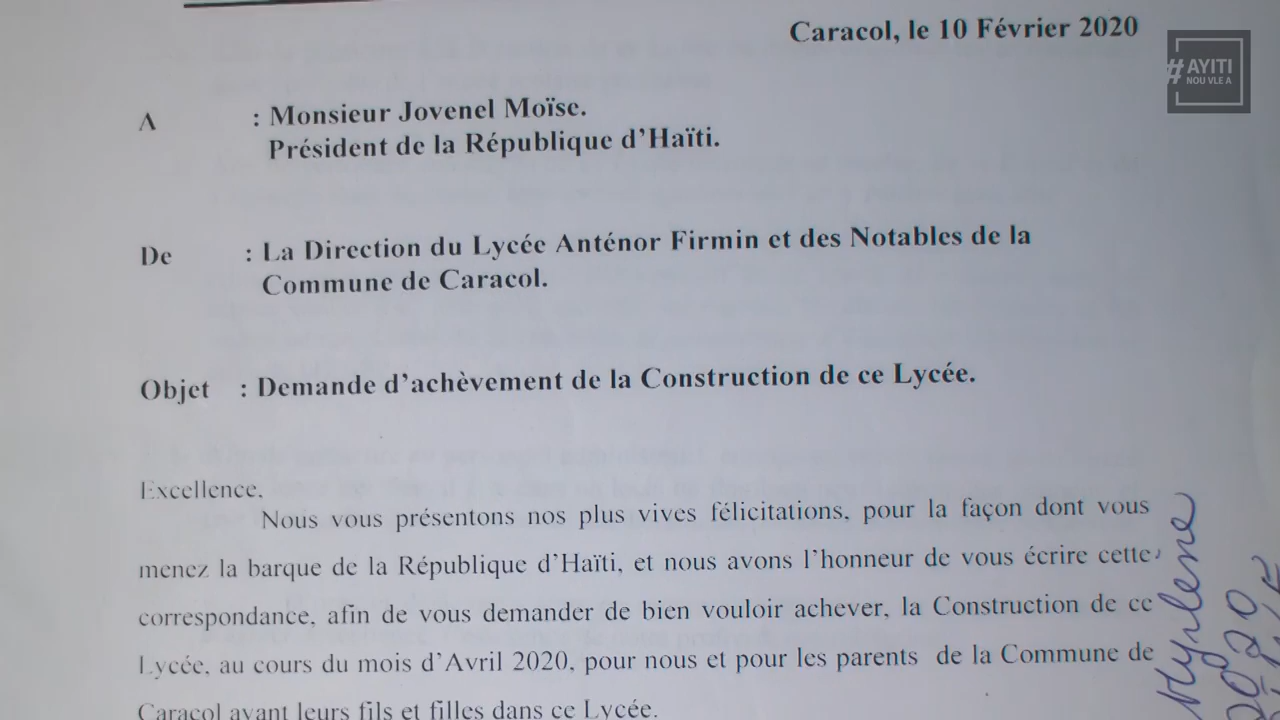 Caracol, le 10 Février 2020
#AYITI
NOU VLE A
A : Monsieur Jovenel Moïse.
Président de la République d’Haïti.
De : La Direction du Lycée Anténor Firmin et des Notables de la
Commune de Caracol.
Objet : Demande d’achèvement de la Construction de ce Lycée.
Excellence,
Nous vous présentons nos plus vives félicitations, pour la façon dont vous
menez la barque de la République d’Haïti, et nous avons l’honneur de vous écrire cette
correspondance, afin de vous demander de bien vouloir achever, la Construction de ce
Lycée, au cours du mois d’Avril 2020, pour nous et pour les parents de la Commune de
Caracol ayant leurs fils et filles dans ce Lycée.
2020